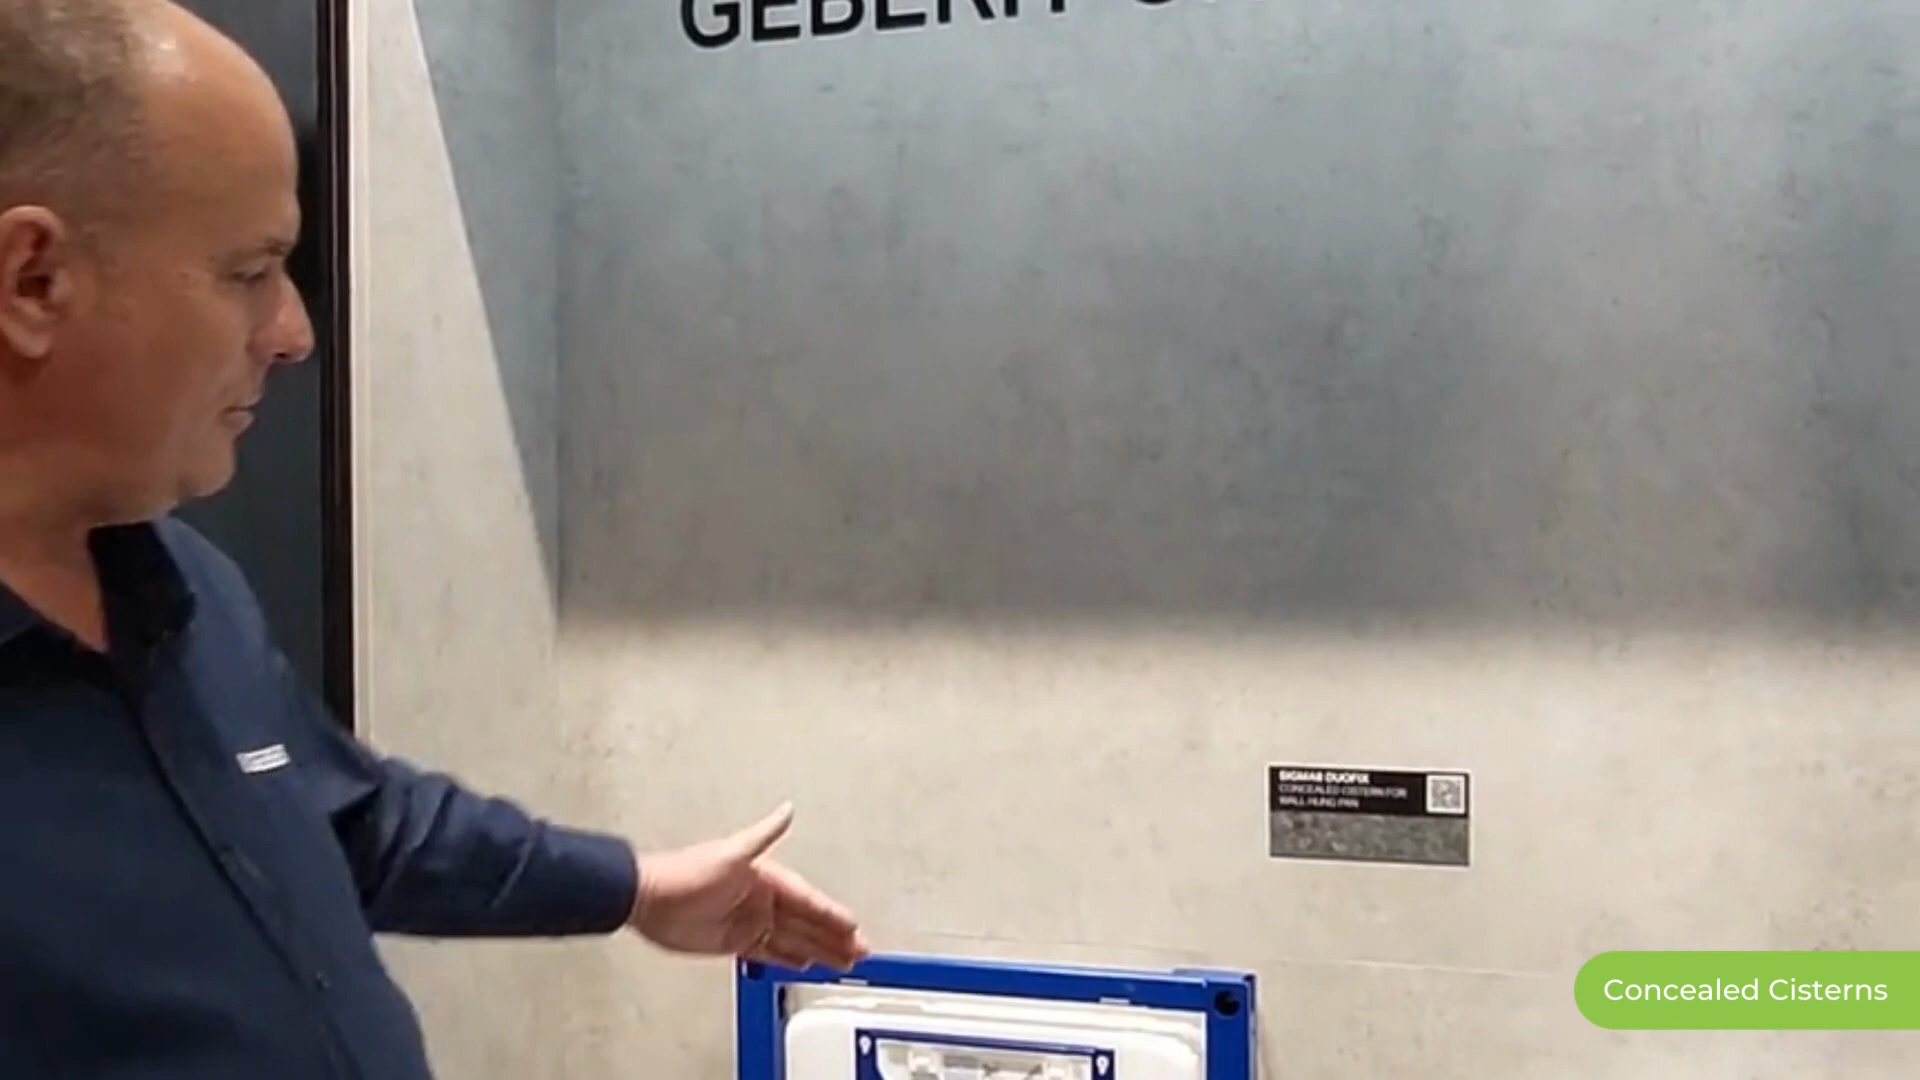 GEBERIT
SIGMA8 DUOFIX
CONCEALED CISTERN FOR
WALL HUNG PAN
Concealed Cisterns